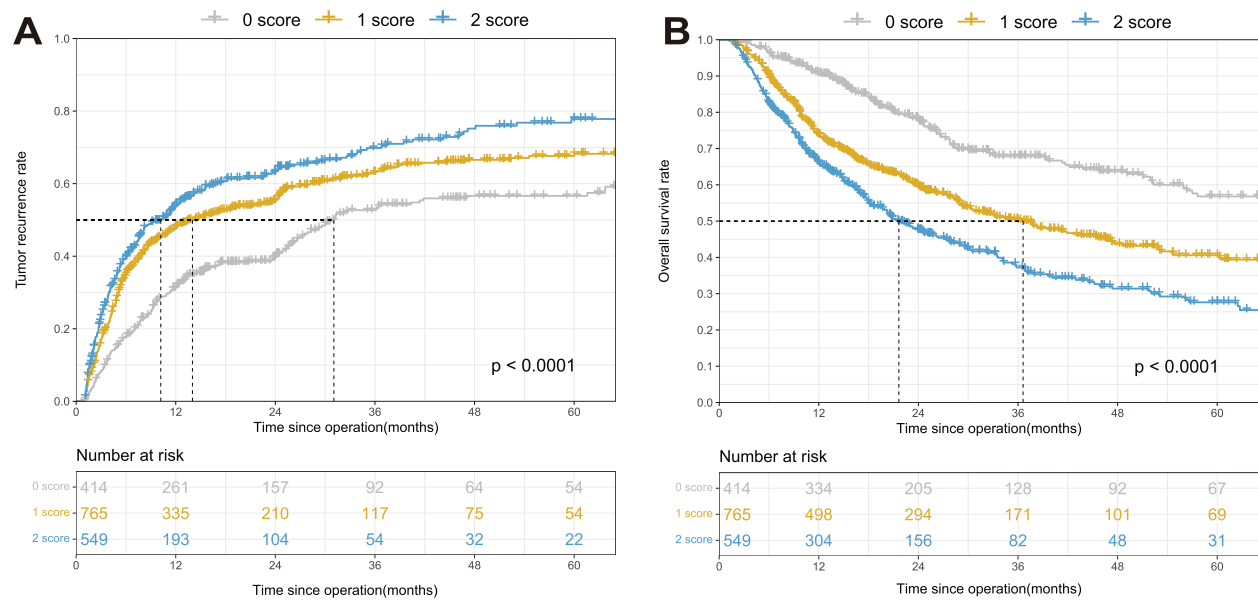 A
0 score 1 score 2 score
Tumor recurrence rate
1.0
0.8
0.6
0.4
0.2
0.0
p < 0.0001
0 12 24 36 48 60
Time since operation(months)
Number at risk
0 score 414 261 157 92 64 54
1 score 765 335 210 117 75 54
2 score 549 193 104 54 32 22
0 12 24 36 48 60
Time since operation(months)
B
0 score 1 score 2 score
Overall survival rate
1.0
0.9
0.8
0.7
0.6
0.5
0.4
0.3
0.2
0.1
0.0
p < 0.0001
0 12 24 36 48 60
Time since operation(months)
Number at risk
0 score 414 334 205 128 92 67
1 score 765 498 294 171 101 69
2 score 549 304 156 82 48 31
0 12 24 36 48 60
Time since operation(months)